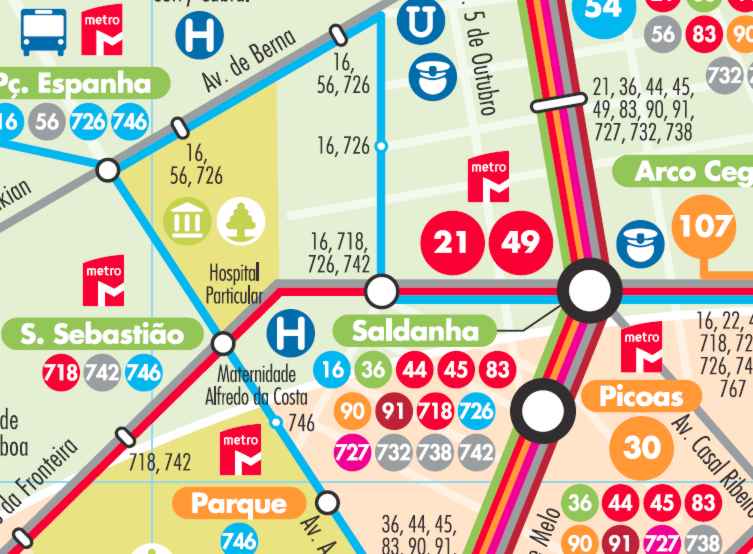 metro
H
Av. de Berna
U
5 de Outubro
54
56 83 90
732
Pç. Espanha
16 56 726 746
16,
56, 726
16,
56, 726
16, 726
21, 36, 44, 45,
49, 83, 90, 91,
727, 732, 738
metro
21 49
Arco Ceg
107
16, 718,
726, 742
metro
Hospital
Particular
H
S. Sebastião
718 742 746
Saldanha
16 36 44 45 83
90 91 718 726
727 732 738 742
Maternidade
Alfredo da Costa
746
metro
Picoas
30
16, 22, 4
718, 72
726, 74
767
Av. Casal Ribeir
de
boa
da Fronteira
718, 742
metro
Parque
746
Av. A
36, 44, 45,
83, 90, 91,
P. Melo
36 44 45 83
90 91 727 738